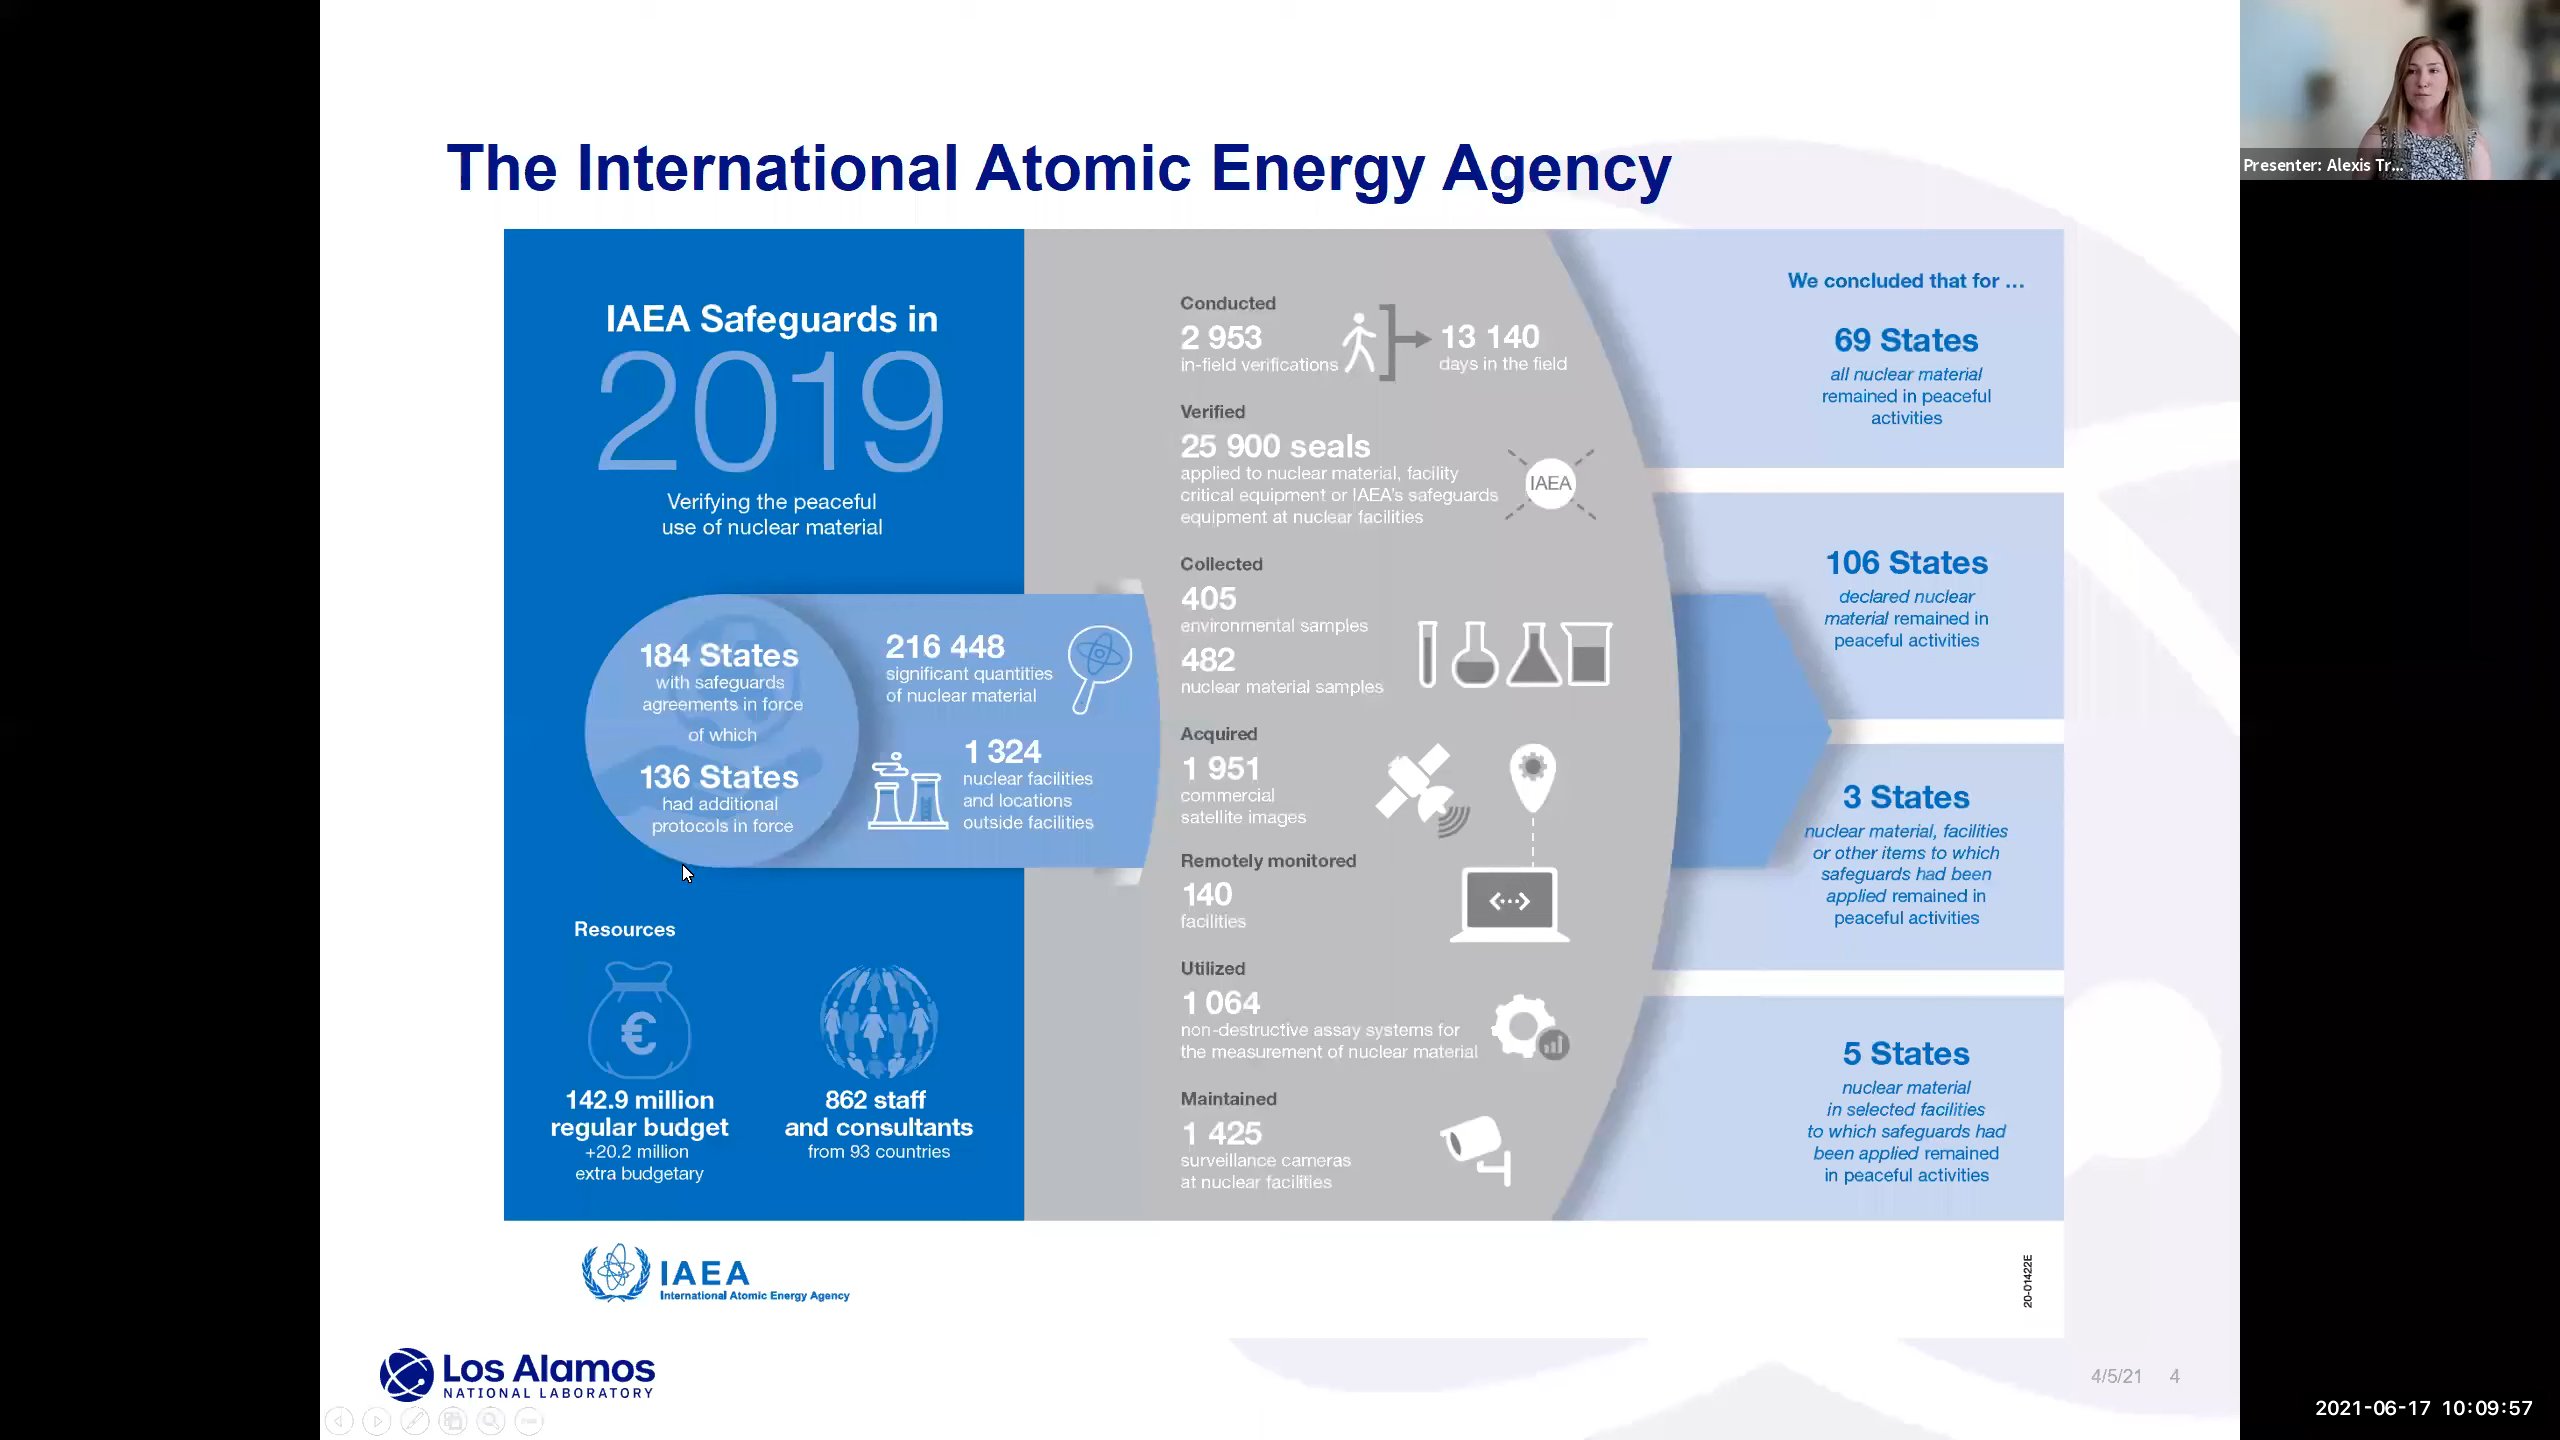 The International Atomic Energy Agency
Presenter: Alexis Tr...
IAEA Safeguards in
2019
Verifying the peaceful
use of nuclear material
184 States
with safeguards
agreements in force
of which
136 States
had additional
protocols in force
216 448
significant quantities
of nuclear material
1 324
nuclear facilities
and locations
outside facilities
Resources
€
142.9 million
regular budget
+20.2 million
extra budgetary
862 staff
and consultants
from 93 countries
Conducted
2 953
in-field verifications
13 140
days in the field
Verified
25 900 seals
applied to nuclear material, facility
critical equipment or IAEA's safeguards
equipment at nuclear facilities
IAEA
Collected
405
environmental samples
482
nuclear material samples
Acquired
1 951
commercial
satellite images
Remotely monitored
140
facilities
Utilized
1 064
non-destructive assay systems for
the measurement of nuclear material
Maintained
1 425
surveillance cameras
at nuclear facilities
We concluded that for ...
69 States
all nuclear material
remained in peaceful
activities
106 States
declared nuclear
material remained in
peaceful activities
3 States
nuclear material, facilities
or other items to which
safeguards had been
applied remained in
peaceful activities
5 States
nuclear material
in selected facilities
to which safeguards had
been applied remained
in peaceful activities
IAEA
International Atomic Energy Agency
20-01422E
Los Alamos
NATIONAL LABORATORY
4/5/21 4
2021-06-17 10:09:57